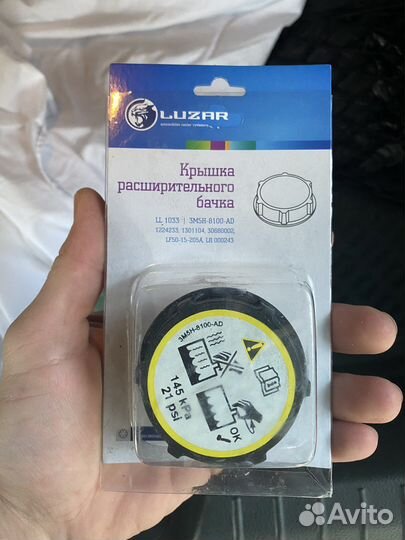 LUZAR
Крышка
расширительного
бачка
LL 1033 | 3M5H-8100-AD
1224233, 1301104, 30680002,
LF50-15-205A, LR 000243
3M5H-8100-AD
145 kPa
21 psi
OK
Avito